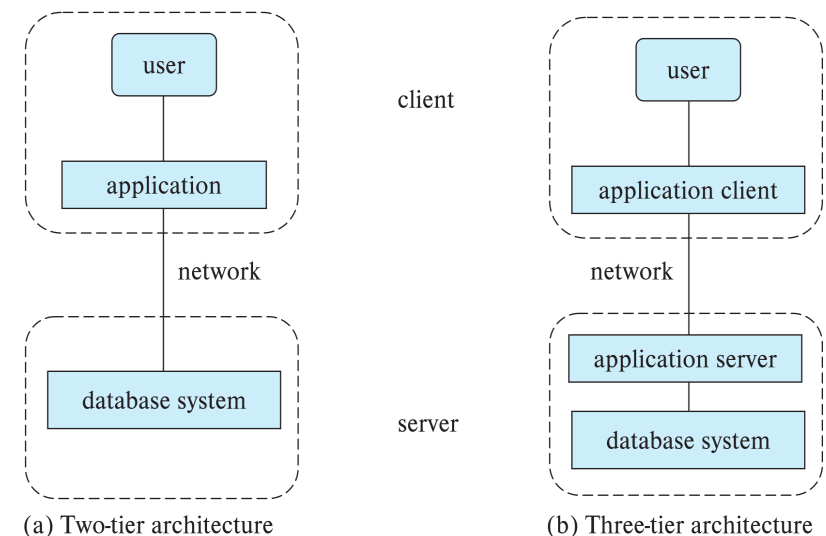 user
application
network
database system
(a) Two-tier architecture
client
server
user
application client
network
application server
database system
(b) Three-tier architecture